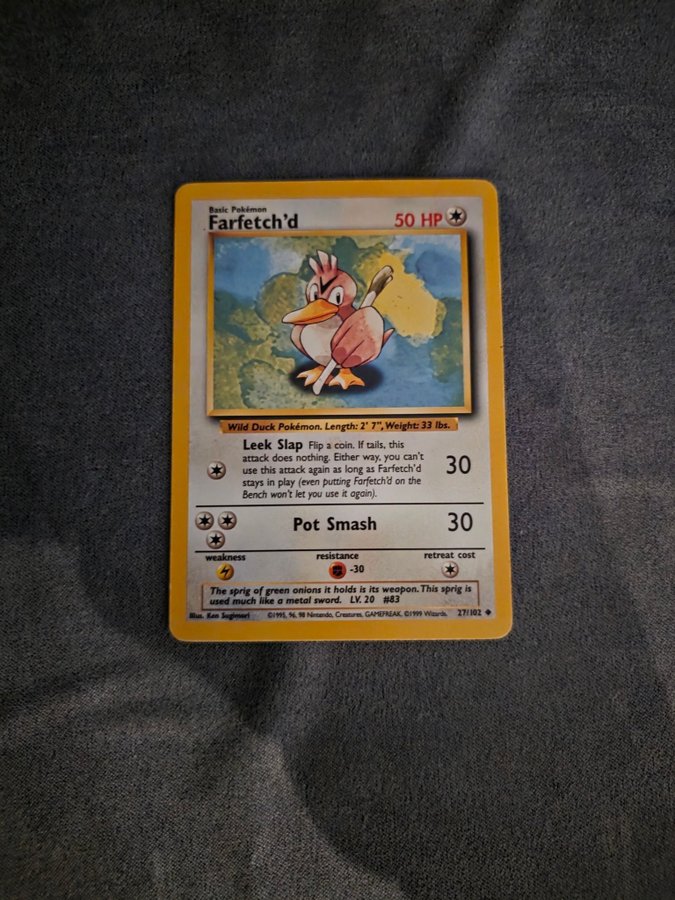 Basic Pokémon
Farfetch'd 50 HP
Wild Duck Pokémon. Length: 2' 7", Weight: 33 lbs.
Leek Slap Flip a coin. If tails, this
attack does nothing. Either way, you can't
use this attack again as long as Farfetch'd
stays in play (even putting Farfetch'd on the
Bench won't let you use it again).
30
Pot Smash 30
weakness resistance retreat cost
-30
The sprig of green onions it holds is its weapon. This sprig is
used much like a metal sword. LV. 20 #83
Illus. Ken Sugimori ©1995, 96, 98 Nintendo, Creatures, GAMEFREAK. ©1999 Wizards. 27/102